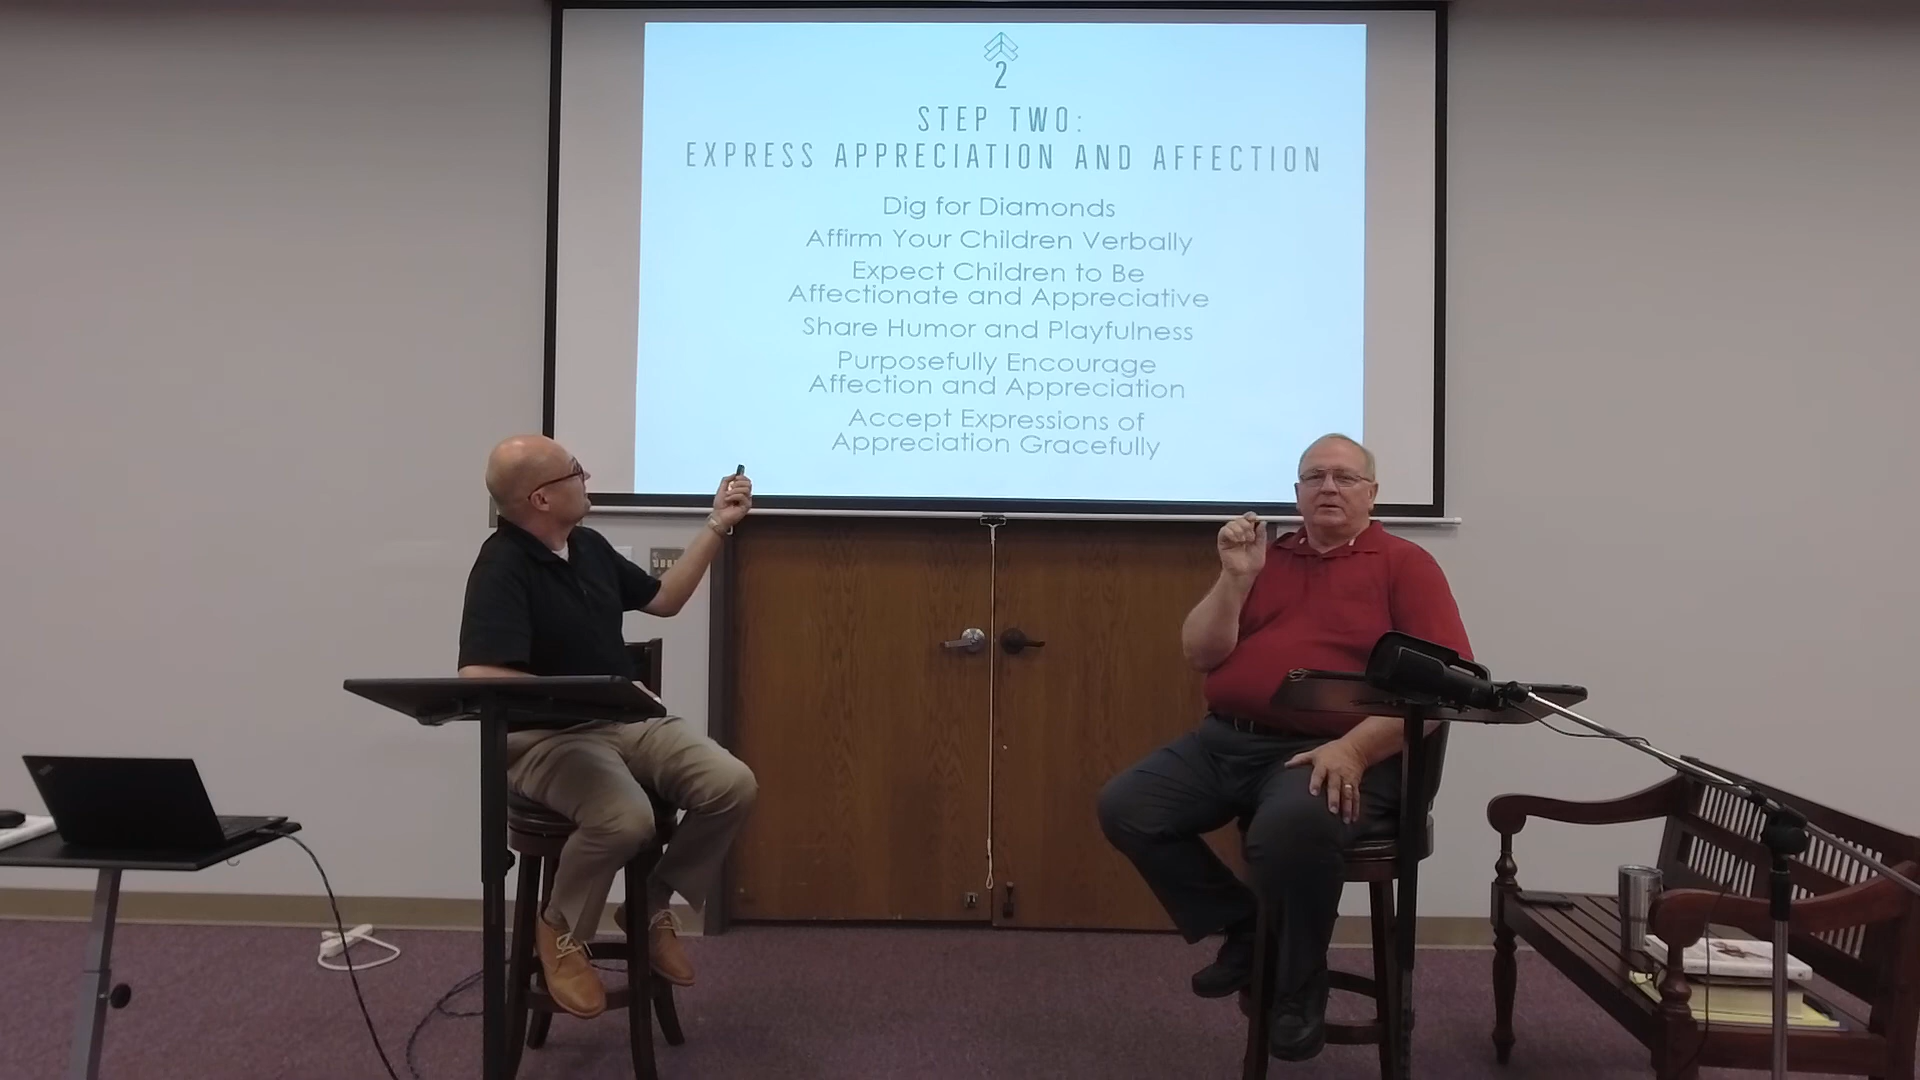 2
STEP TWO:
EXPRESS APPRECIATION AND AFFECTION
Dig for Diamonds
Affirm Your Children Verbally
Expect Children to Be
Affectionate and Appreciative
Share Humor and Playfulness
Purposefully Encourage
Affection and Appreciation
Accept Expressions of
Appreciation Gracefully